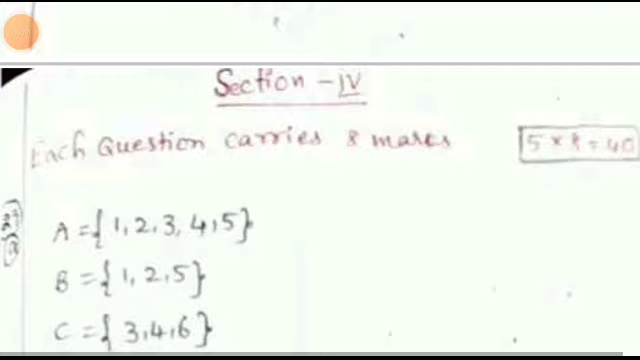 Section - IV
Each Question carries 8 marks
5 × 8 = 40
A = { 1, 2, 3, 4, 5 }
B = { 1, 2, 5 }
C = { 3, 4, 6 }